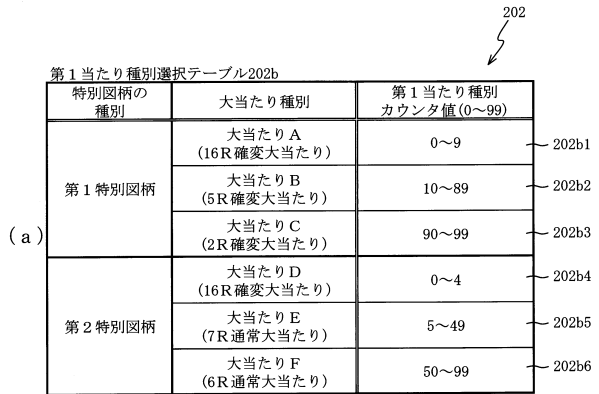 202
第1当たり種別選択テーブル202b
特別図柄の
種別
大当たり種別
第1当たり種別
カウンタ値(0～99)
(a)
第1特別図柄
大当たりA
(16R確変大当たり)
0～9
202b1
大当たりB
(5R確変大当たり)
10～89
202b2
大当たりC
(2R確変大当たり)
90～99
202b3
第2特別図柄
大当たりD
(16R確変大当たり)
0～4
202b4
大当たりE
(7R通常大当たり)
5～49
202b5
大当たりF
(6R通常大当たり)
50～99
202b6